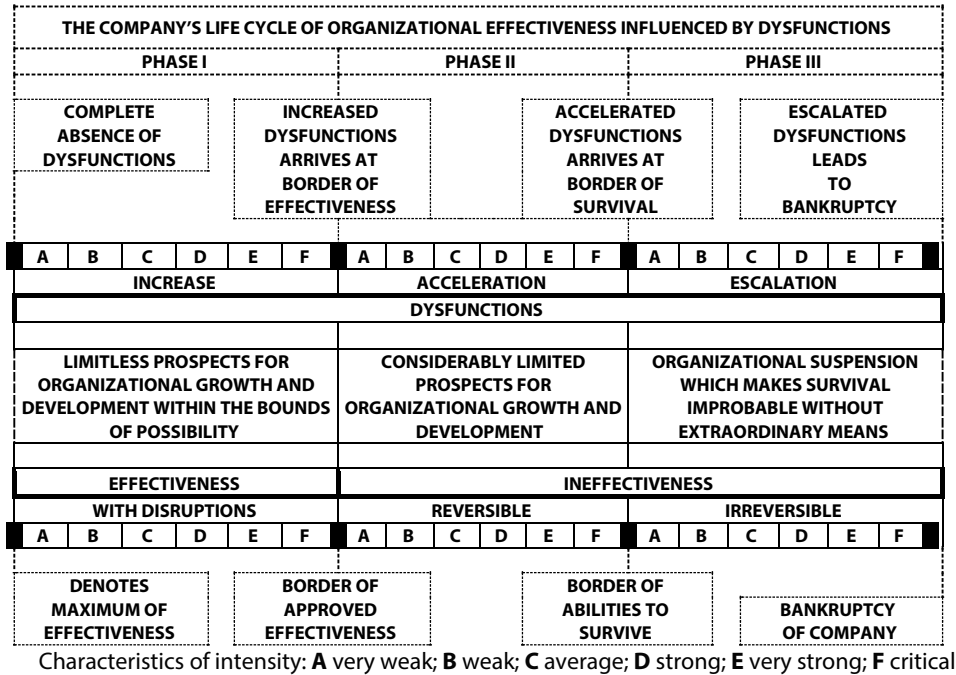 THE COMPANY'S LIFE CYCLE OF ORGANIZATIONAL EFFECTIVENESS INFLUENCED BY DYSFUNCTIONS
PHASE I
PHASE II
PHASE III
COMPLETE
ABSENCE OF
DYSFUNCTIONS
INCREASED
DYSFUNCTIONS
ARRIVES AT
BORDER OF
EFFECTIVENESS
ACCELERATED
DYSFUNCTIONS
ARRIVES AT
BORDER OF
SURVIVAL
ESCALATED
DYSFUNCTIONS
LEADS
TO
BANKRUPTCY
A B C D E F A B C D E F A B C D E F
INCREASE
ACCELERATION
ESCALATION
DYSFUNCTIONS
LIMITLESS PROSPECTS FOR
ORGANIZATIONAL GROWTH AND
DEVELOPMENT WITHIN THE BOUNDS
OF POSSIBILITY
CONSIDERABLY LIMITED
PROSPECTS FOR
ORGANIZATIONAL GROWTH AND
DEVELOPMENT
ORGANIZATIONAL SUSPENSION
WHICH MAKES SURVIVAL
IMPROBABLE WITHOUT
EXTRAORDINARY MEANS
EFFECTIVENESS
INEFFECTIVENESS
WITH DISRUPTIONS
REVERSIBLE
IRREVERSIBLE
A B C D E F A B C D E F A B C D E F
DENOTES
MAXIMUM OF
EFFECTIVENESS
BORDER OF
APPROVED
EFFECTIVENESS
BORDER OF
ABILITIES TO
SURVIVE
BANKRUPTCY
OF COMPANY
Characteristics of intensity: A very weak; B weak; C average; D strong; E very strong; F critical